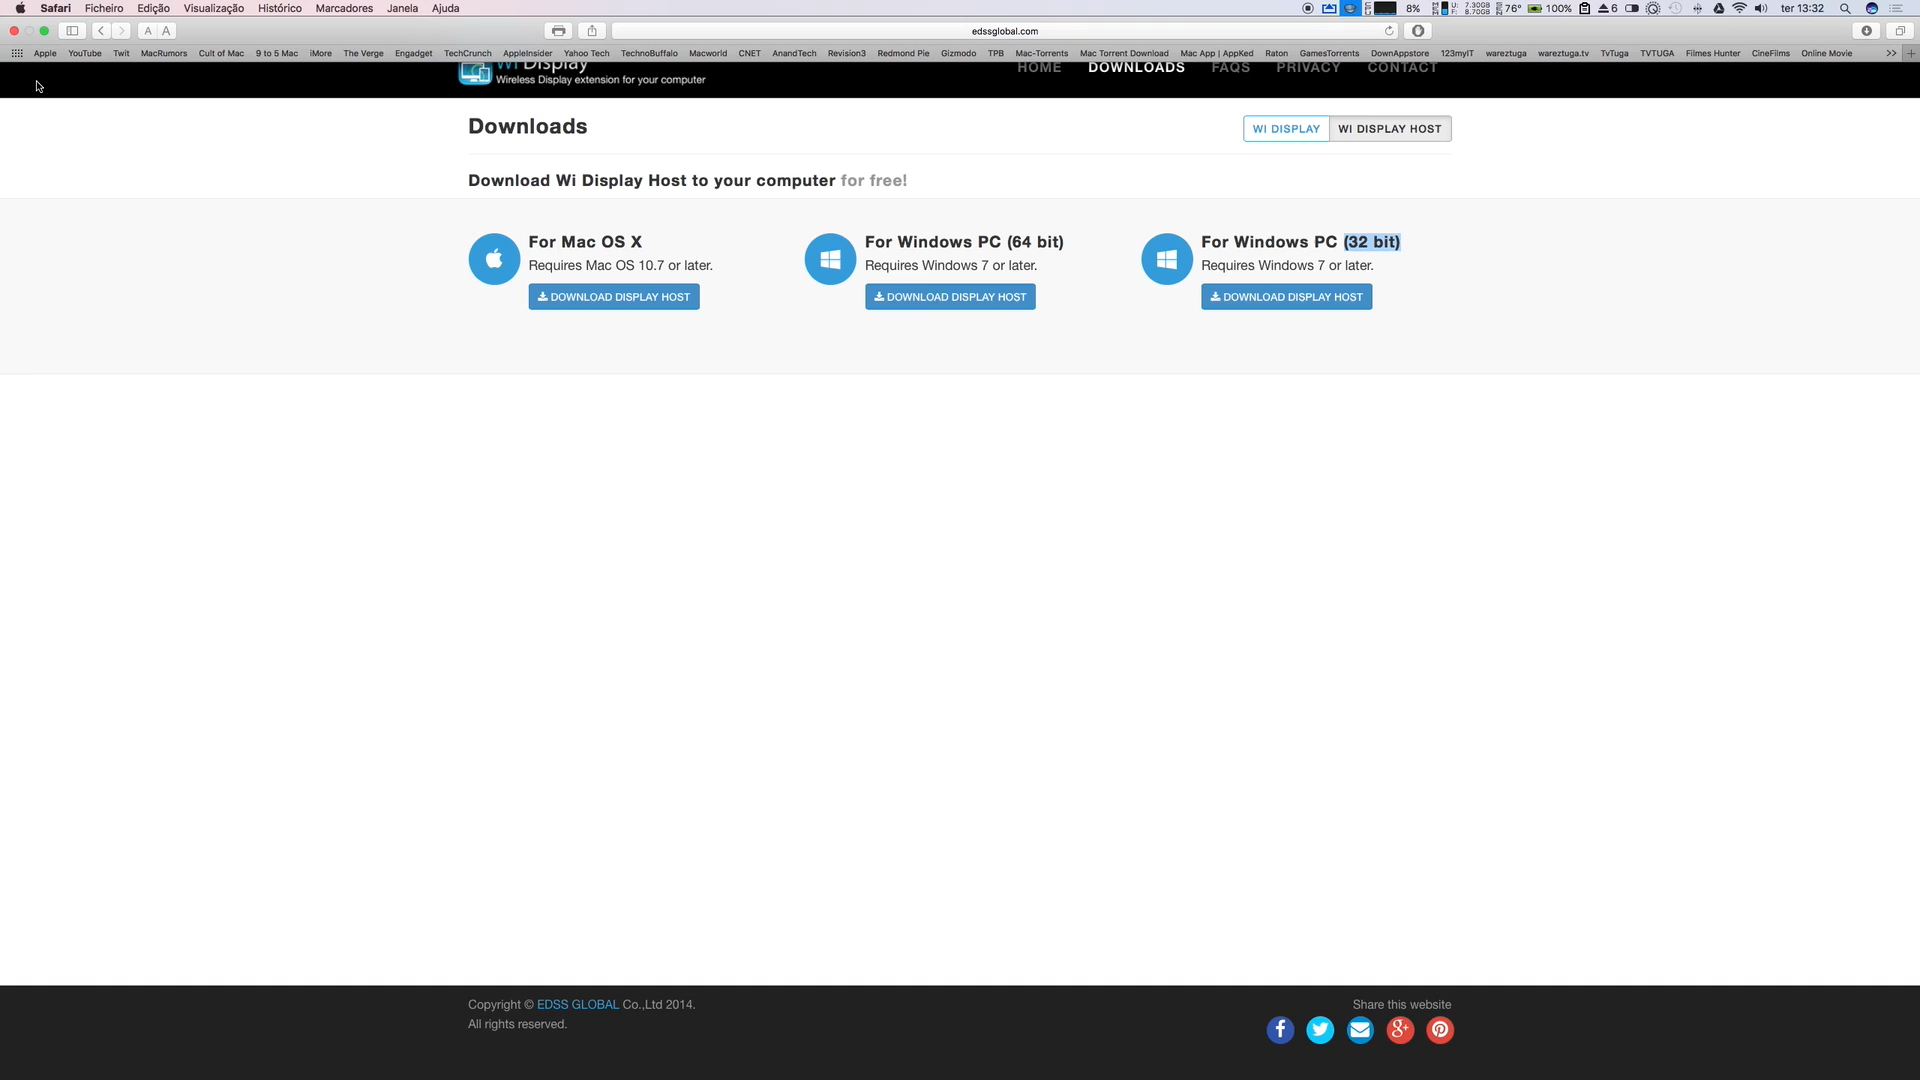 Safari Ficheiro Edição Visualização Histórico Marcadores Janela Ajuda 8% 7.30GB 8.70GB 76° 100% 6 ter 13:32
A A edssglobal.com
Apple YouTube Twit MacRumors Cult of Mac 9 to 5 Mac iMore The Verge Engadget TechCrunch AppleInsider Yahoo Tech TechnoBuffalo Macworld CNET AnandTech Revision3 Redmond Pie Gizmodo TPB Mac-Torrents Mac Torrent Download Mac App | AppKed Raton GamesTorrents DownAppstore 123myIT wareztuga wareztuga.tv TvTuga TVTUGA Filmes Hunter CineFilms Online Movie >>
Wi Display HOME DOWNLOADS FAQS PRIVACY CONTACT
Wireless Display extension for your computer
Downloads WI DISPLAY WI DISPLAY HOST
Download Wi Display Host to your computer for free!
For Mac OS X
Requires Mac OS 10.7 or later.
DOWNLOAD DISPLAY HOST
For Windows PC (64 bit)
Requires Windows 7 or later.
DOWNLOAD DISPLAY HOST
For Windows PC (32 bit)
Requires Windows 7 or later.
DOWNLOAD DISPLAY HOST
Copyright © EDSS GLOBAL Co.,Ltd 2014.
All rights reserved.
Share this website